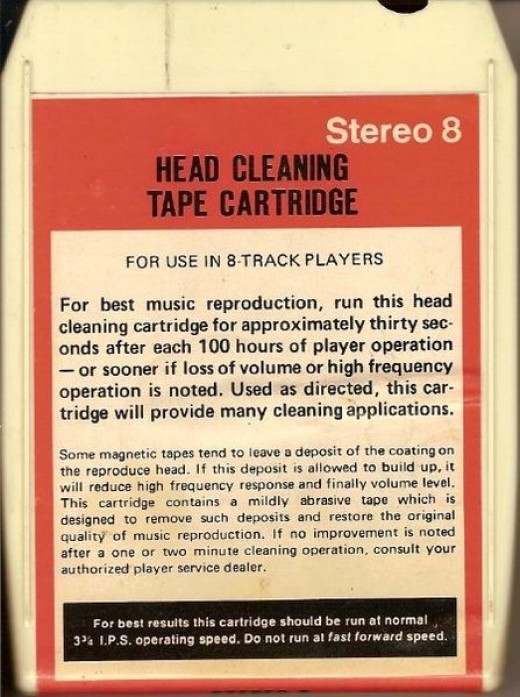 Stereo 8
HEAD CLEANING
TAPE CARTRIDGE
FOR USE IN 8-TRACK PLAYERS
For best music reproduction, run this head
cleaning cartridge for approximately thirty sec-
onds after each 100 hours of player operation
— or sooner if loss of volume or high frequency
operation is noted. Used as directed, this car-
tridge will provide many cleaning applications.
Some magnetic tapes tend to leave a deposit of the coating on
the reproduce head. If this deposit is allowed to build up, it
will reduce high frequency response and finally volume level.
This cartridge contains a mildly abrasive tape which is
designed to remove such deposits and restore the original
quality of music reproduction. If no improvement is noted
after a one or two minute cleaning operation, consult your
authorized player service dealer.
For best results this cartridge should be run at normal
3¾ I.P.S. operating speed. Do not run at fast forward speed.